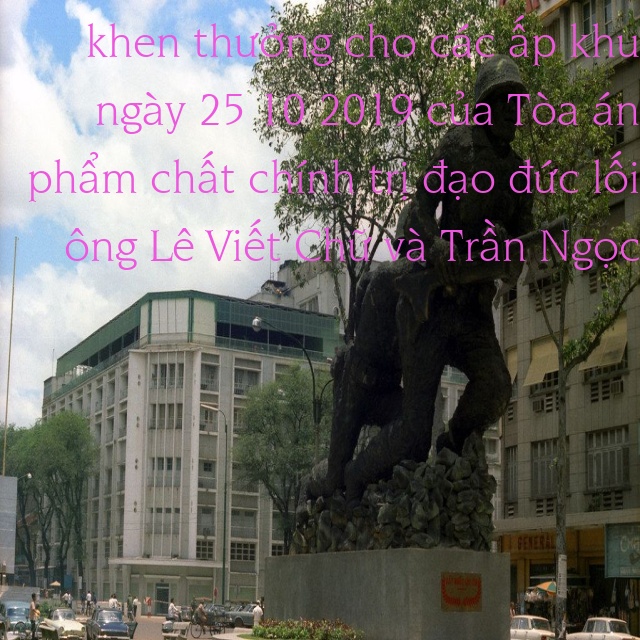 khen thưởng cho các ấp khu
ngày 25 10 2019 của Tòa án
phẩm chất chính trị đạo đức lối
ông Lê Viết Chữ và Trần Ngọc
GENERAL